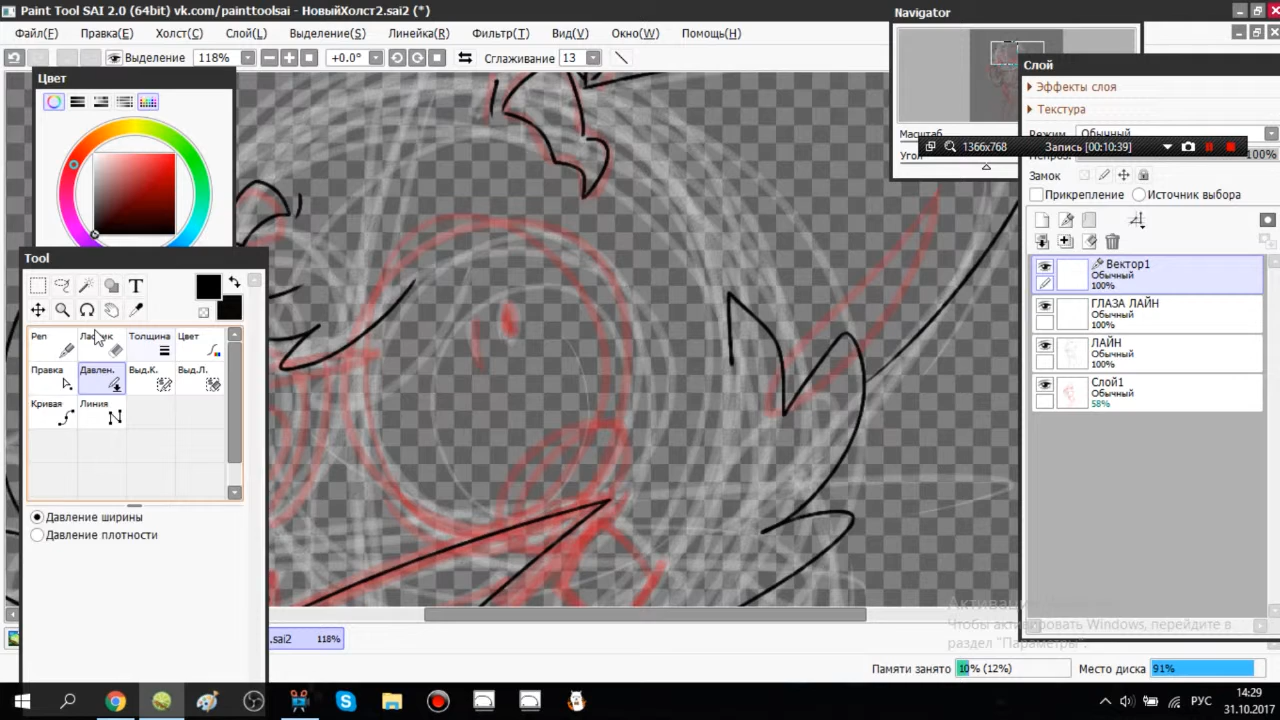 Paint Tool SAI 2.0 (64bit) vk.com/painttoolsai - НовыйХолст2.sai2 (*)
Navigator
Файл(F) Правка(E) Холст(C) Слой(L) Выделение(S) Линейка(R) Фильтр(T) Вид(V) Окно(W) Помощь(H)
Выделение 118% +0.0° Сглаживание 13
Слой
Цвет
Эффекты слоя
Текстура
Масштаб
Режим Обычный
1366x768 Запись [00:10:39]
Угол
100%
Замок
Прикрепление Источник выбора
Tool
T
Вектор1
Обычный
100%
ГЛАЗА ЛАЙН
Обычный
100%
ЛАЙН
Обычный
100%
Слой1
Обычный
58%
Pen Ластик Толщина Цвет
Правка Давлен. Выд.К. Выд.Л.
Кривая Линия
Давление ширины
Давление плотности
Чтобы активировать Windows, перейдите в
раздел "Параметры".
.sai2 118%
Памяти занято 10% (12%) Место диска 91%
РУС
14:29
31.10.2017